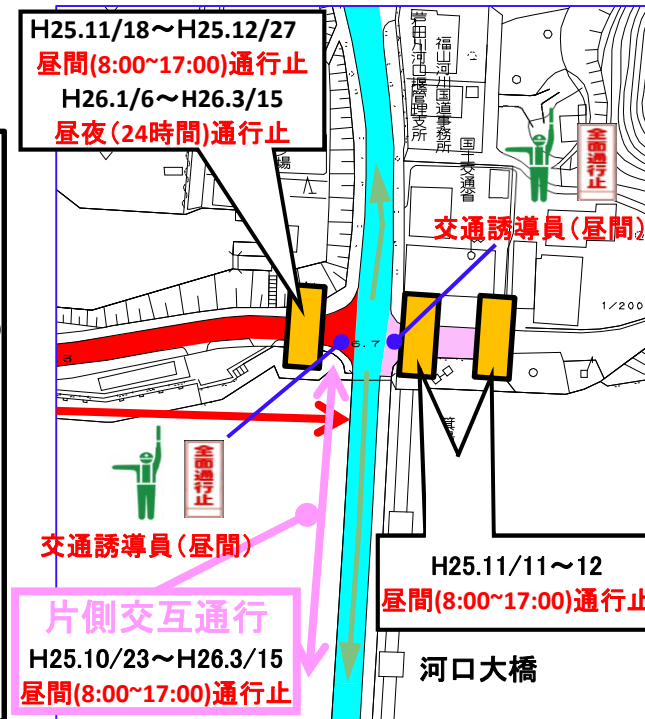 H25.11/18～H25.12/27
昼間(8:00~17:00)通行止
H26.1/6～H26.3/15
昼夜(24時間)通行止
場
芦田川河口堰管理支所
福山河川国道事務所
国土交通省
全面通行止
交通誘導員(昼間)
1/200
6.7
3
全面通行止
交通誘導員(昼間)
箕
H25.11/11～12
昼間(8:00~17:00)通行止
片側交互通行
H25.10/23～H26.3/15
昼間(8:00~17:00)通行止
河口大橋